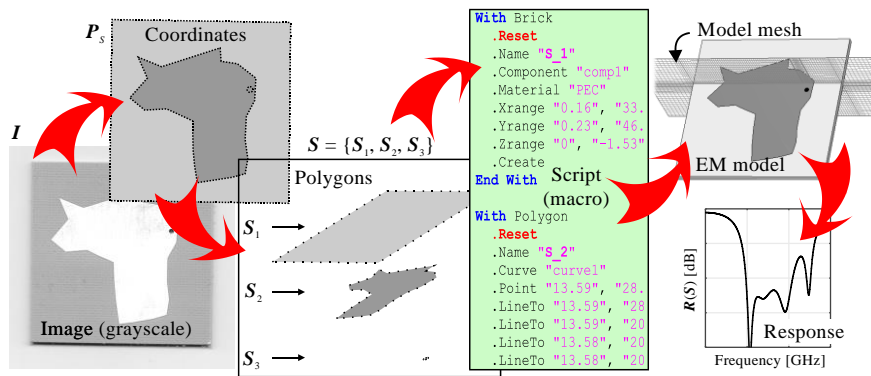 P_S
Coordinates
I
Image (grayscale)
S = {S_1, S_2, S_3}
Polygons
S_1
S_2
S_3
With Brick
.Reset
.Name "S_1"
.Component "comp1"
.Material "PEC"
.Xrange "0.16", "33.
.Yrange "0.23", "46.
.Zrange "0", "-1.53"
.Create
End With
Script
(macro)
With Polygon
.Reset
.Name "S_2"
.Curve "curve1"
.Point "13.59", "28.
.LineTo "13.59", "28
.LineTo "13.59", "20
.LineTo "13.58", "20
.LineTo "13.58", "20
Model mesh
EM model
R(S) [dB]
Response
Frequency [GHz]